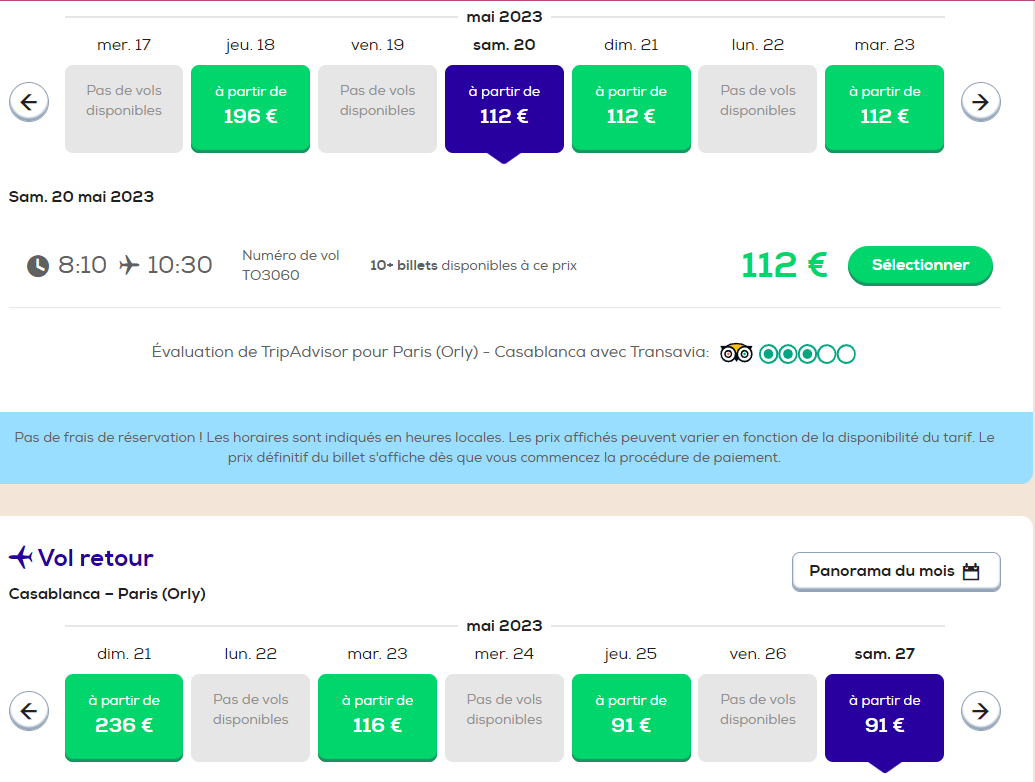 mai 2023
mer. 17 jeu. 18 ven. 19 sam. 20 dim. 21 lun. 22 mar. 23
Pas de vols à partir de Pas de vols à partir de à partir de Pas de vols à partir de
disponibles 196 € disponibles 112 € 112 € disponibles 112 €
Sam. 20 mai 2023
8:10 10:30 Numéro de vol 10+ billets disponibles à ce prix 112 € Sélectionner
TO3060
Évaluation de TripAdvisor pour Paris (Orly) - Casablanca avec Transavia:
Pas de frais de réservation ! Les horaires sont indiqués en heures locales. Les prix affichés peuvent varier en fonction de la disponibilité du tarif. Le
prix définitif du billet s'affiche dès que vous commencez la procédure de paiement.
Vol retour
Panorama du mois
Casablanca – Paris (Orly)
mai 2023
dim. 21 lun. 22 mar. 23 mer. 24 jeu. 25 ven. 26 sam. 27
à partir de Pas de vols à partir de Pas de vols à partir de Pas de vols à partir de
236 € disponibles 116 € disponibles 91 € disponibles 91 €